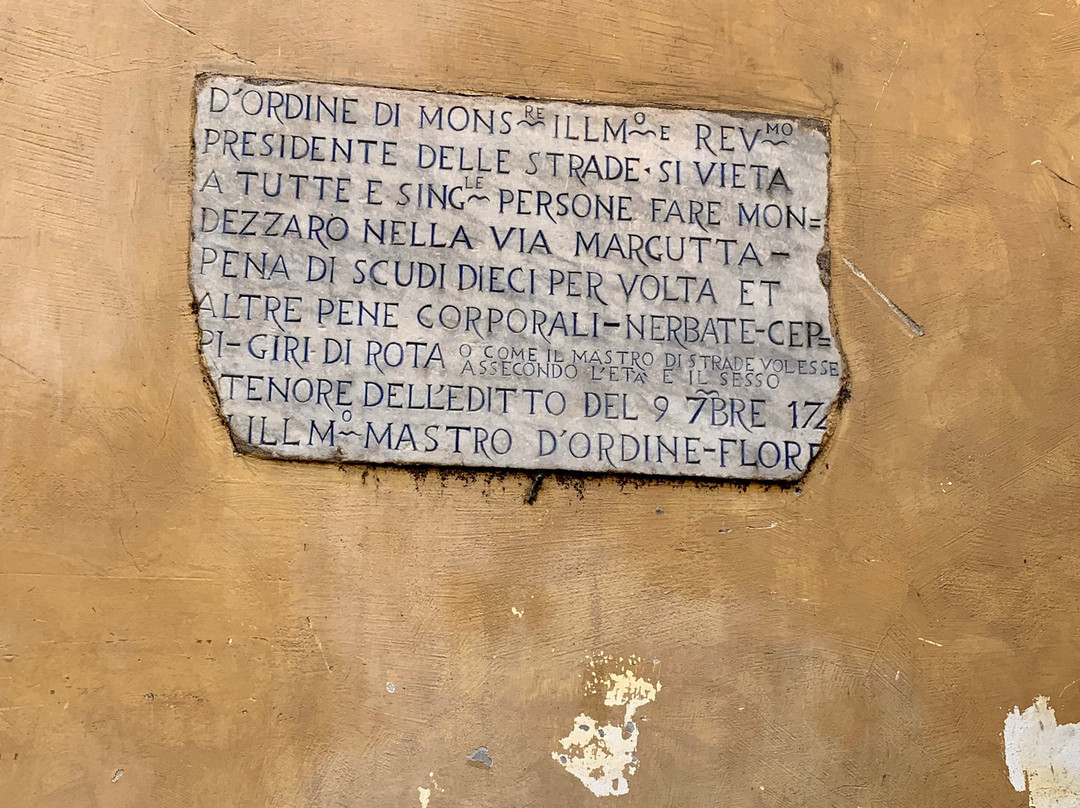 D'ORDINE DI MONSRE ILLMO E REVMO
PRESIDENTE DELLE STRADE · SI VIETA
A TUTTE E SINGLE PERSONE FARE MON=
DEZZARO NELLA VIA MARGUTTA-
PENA DI SCUDI DIECI PER VOLTA ET
ALTRE PENE CORPORALI-NERBATE-CEP=
PI-GIRI DI ROTA O COME IL MASTRO DI STRADE VOLESSE
ASSECONDO L'ETÀ E IL SESSO
TENORE DELL'EDITTO DEL 9 7BRE 17
ILLMO MASTRO D'ORDINE-FLORE